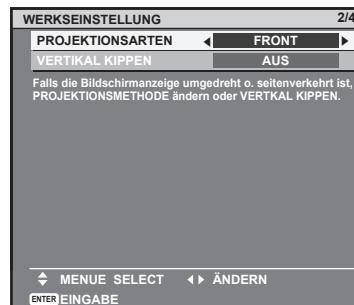 WERKSEINSTELLUNG 2/4
PROJEKTIONSARTEN FRONT
VERTIKAL KIPPEN AUS
Falls die Bildschirmanzeige umgedreht o. seitenverkehrt ist,
PROJEKTIONSMETHODE ändern oder VERTKAL KIPPEN.
MENUE SELECT ÄNDERN
ENTER EINGABE